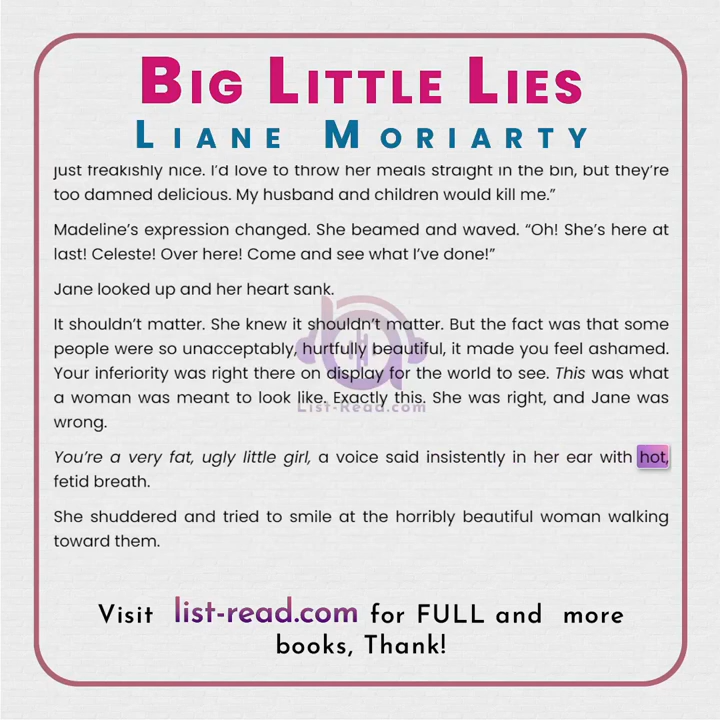 BIG LITTLE LIES
LIANE MORIARTY
just freakishly nice. I'd love to throw her meals straight in the bin, but they're
too damned delicious. My husband and children would kill me.”
Madeline's expression changed. She beamed and waved. “Oh! She's here at
last! Celeste! Over here! Come and see what I've done!”
Jane looked up and her heart sank.
It shouldn't matter. She knew it shouldn't matter. But the fact was that some
people were so unacceptably, hurtfully beautiful, it made you feel ashamed.
Your inferiority was right there on display for the world to see. This was what
a woman was meant to look like. Exactly this. She was right, and Jane was
List-Read.com
wrong.
You're a very fat, ugly little girl, a voice said insistently in her ear with hot,
fetid breath.
She shuddered and tried to smile at the horribly beautiful woman walking
toward them.
Visit list-read.com for FULL and more
books, Thank!